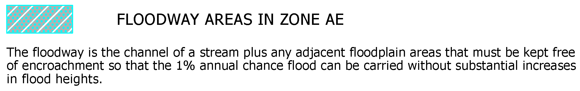 FLOODWAY AREAS IN ZONE AE
The floodway is the channel of a stream plus any adjacent floodplain areas that must be kept free
of encroachment so that the 1% annual chance flood can be carried without substantial increases
in flood heights.